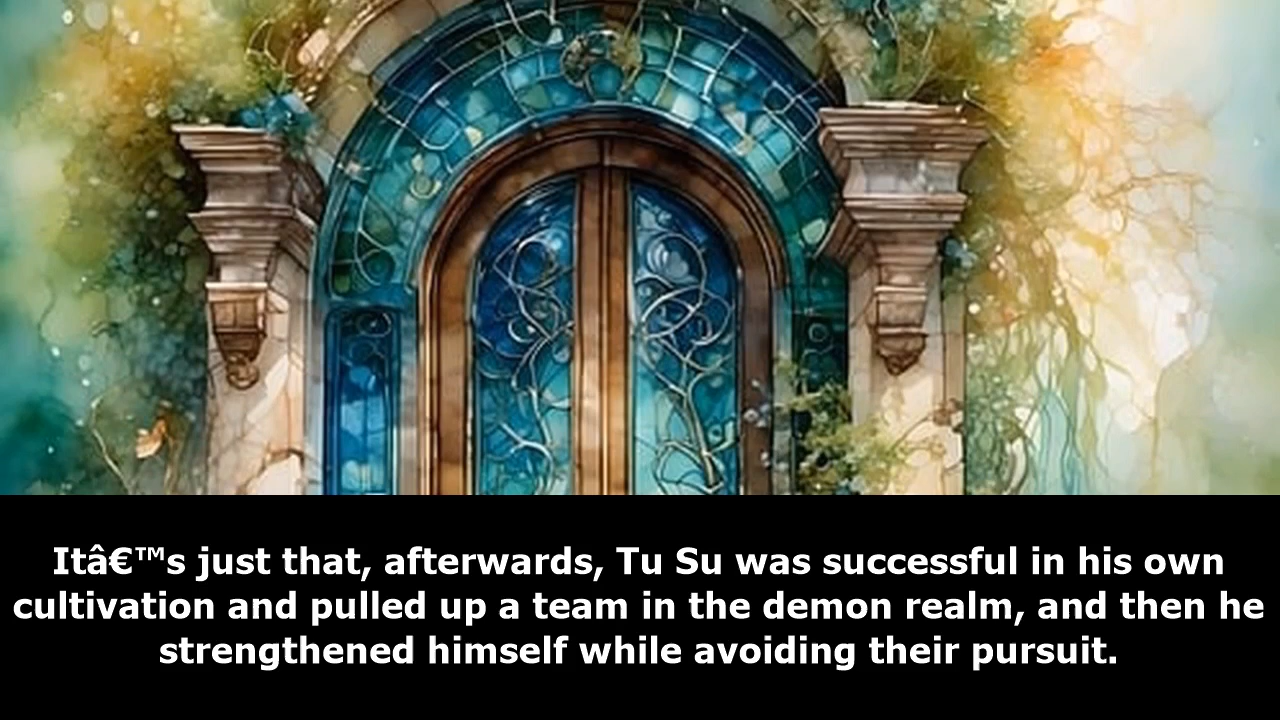 Itâ€™s just that, afterwards, Tu Su was successful in his own
cultivation and pulled up a team in the demon realm, and then he
strengthened himself while avoiding their pursuit.